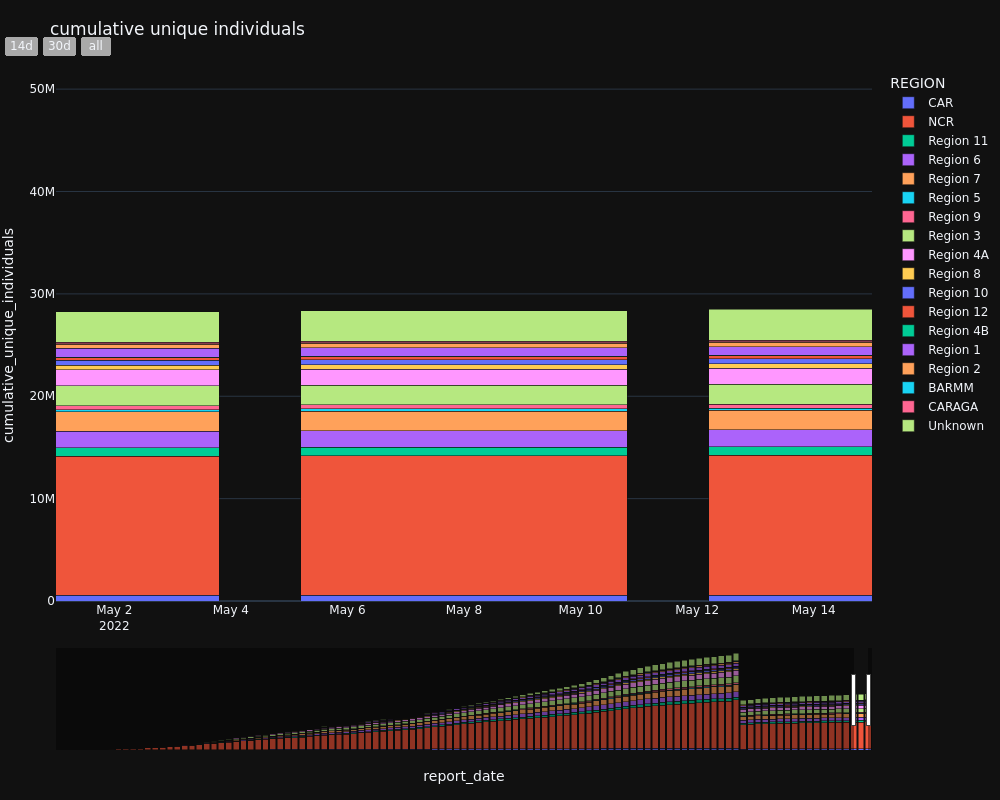 cumulative unique individuals
14d 30d all
REGION
CAR
NCR
Region 11
Region 6
Region 7
Region 5
Region 9
Region 3
Region 4A
Region 8
Region 10
Region 12
Region 4B
Region 1
Region 2
BARMM
CARAGA
Unknown
cumulative_unique_individuals
50M
40M
30M
20M
10M
0
May 2 May 4 May 6 May 8 May 10 May 12 May 14
2022
report_date